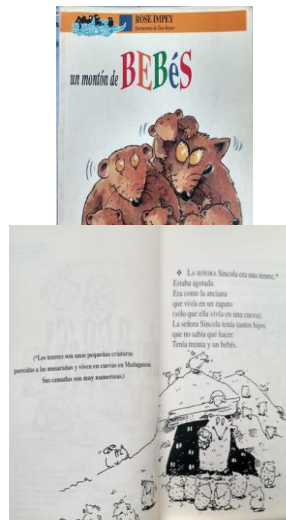 ROSE IMPEY
un montón de BEBéS
❖ LA SEÑORA Sincola era una tenrec.*
Estaba agotada.
Era como la anciana
que vivía en un zapato
(sólo que ella vivía en una cueva).
La señora Sincola tenía tantos hijos
que no sabía qué hacer.
Tenía treinta y un bebés.
(*Los tenrecs son unas pequeñas criaturas
parecidas a las musarañas y viven en cuevas en Madagascar.
Sus camadas son muy numerosas.)